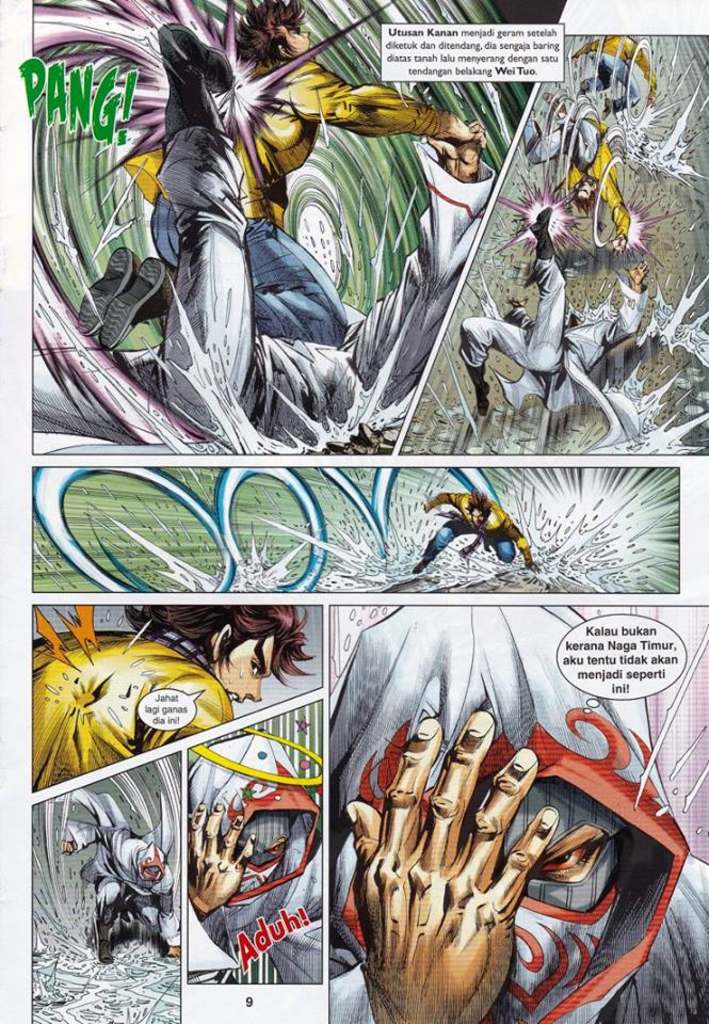 Utusan Kanan menjadi geram setelah
diketuk dan ditendang, dia sengaja baring
diatas tanah lalu menyerang dengan satu
tendangan belakang Wei Tuo.
PANG!
Jahat
lagi ganas
dia ini!
Kalau bukan
kerana Naga Timur,
aku tentu tidak akan
menjadi seperti
ini!
Aduh!
9